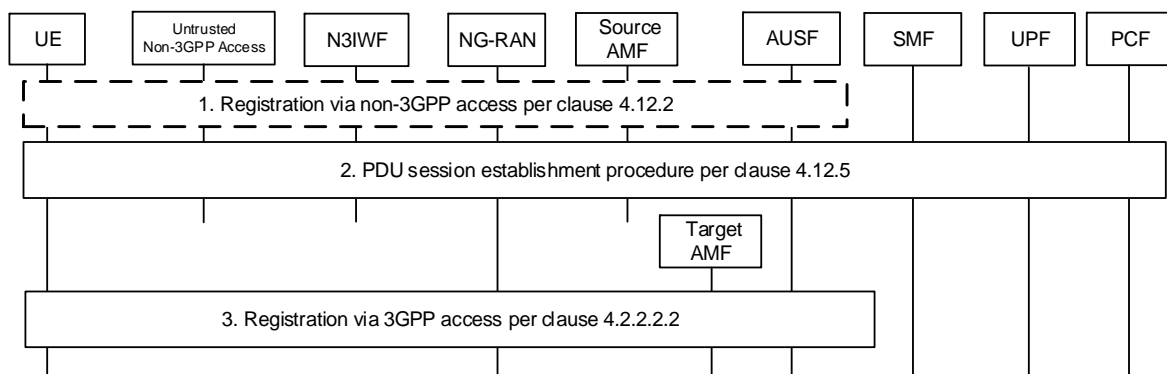 UE
Untrusted
Non-3GPP Access
N3IWF
NG-RAN
Source
AMF
AUSF
SMF
UPF
PCF
1. Registration via non-3GPP access per clause 4.12.2
2. PDU session establishment procedure per clause 4.12.5
Target
AMF
3. Registration via 3GPP access per clause 4.2.2.2.2